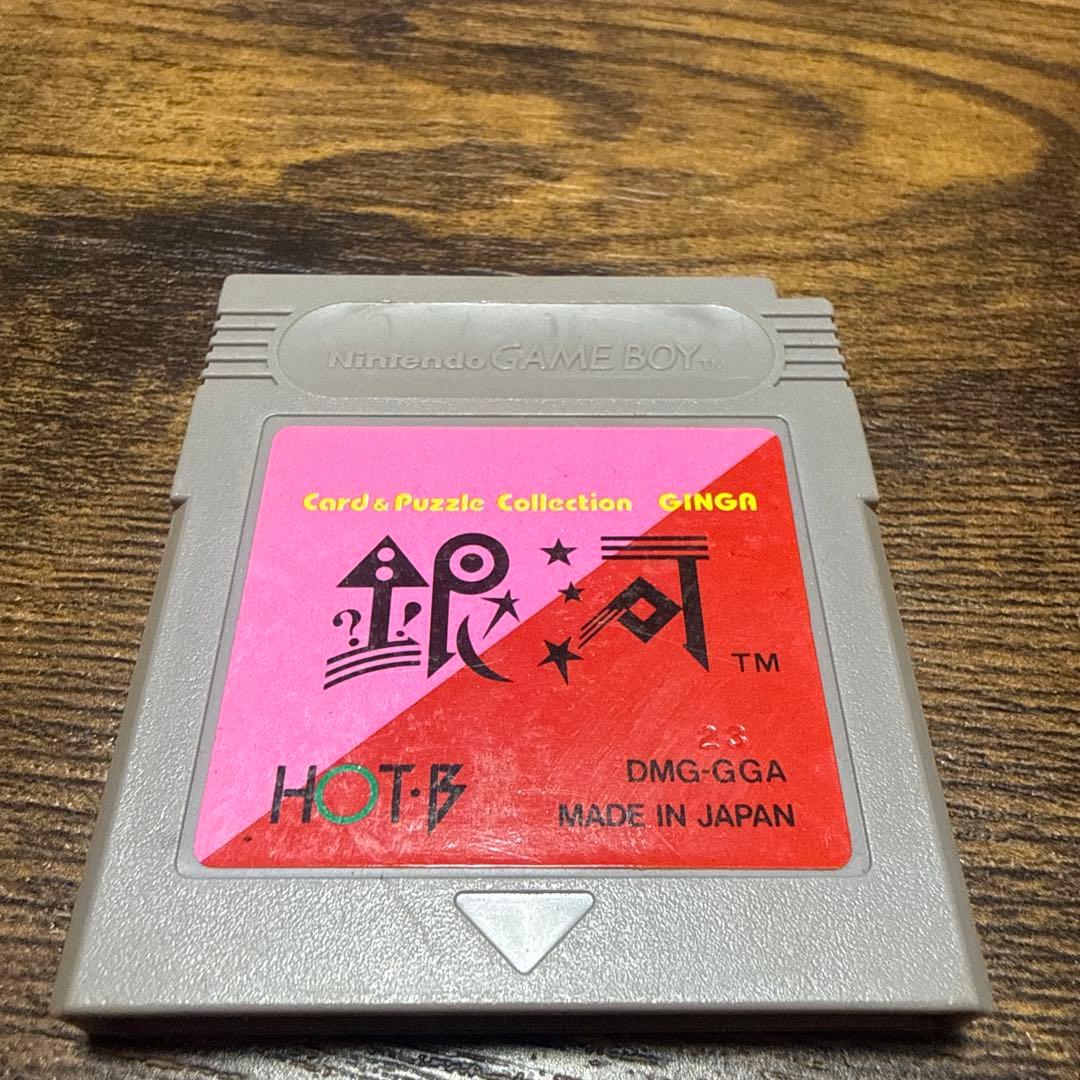 Nintendo GAME BOY TM
Card & Puzzle Collection GINGA
銀河 TM
23
HOT·B
DMG-GGA
MADE IN JAPAN